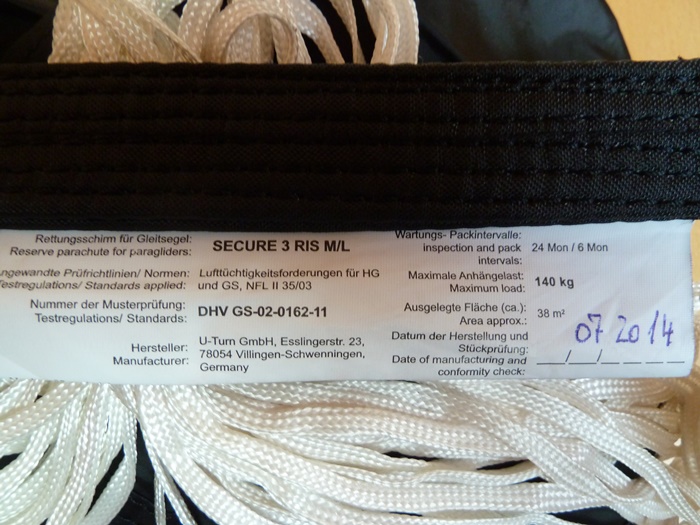 Rettungsschirm für Gleitsegel:
Reserve parachute for paragliders:
SECURE 3 RIS M/L
ngewandte Prüfrichtlinien/ Normen:
Testregulations/ Standards applied:
Lufttüchtigkeitsforderungen für HG
und GS, NFL II 35/03
Nummer der Musterprüfung:
Testregulations/ Standards:
DHV GS-02-0162-11
Hersteller:
Manufacturer:
U-Turn GmbH, Esslingerstr. 23,
78054 Villingen-Schwenningen,
Germany
Wartungs- Packintervalle:
inspection and pack
intervals:
24 Mon / 6 Mon
Maximale Anhängelast:
Maximum load:
140 kg
Ausgelegte Fläche (ca.):
Area approx.:
38 m²
Datum der Herstellung und
Stückprüfung:
Date of manufacturing and
conformity check:
07 2014